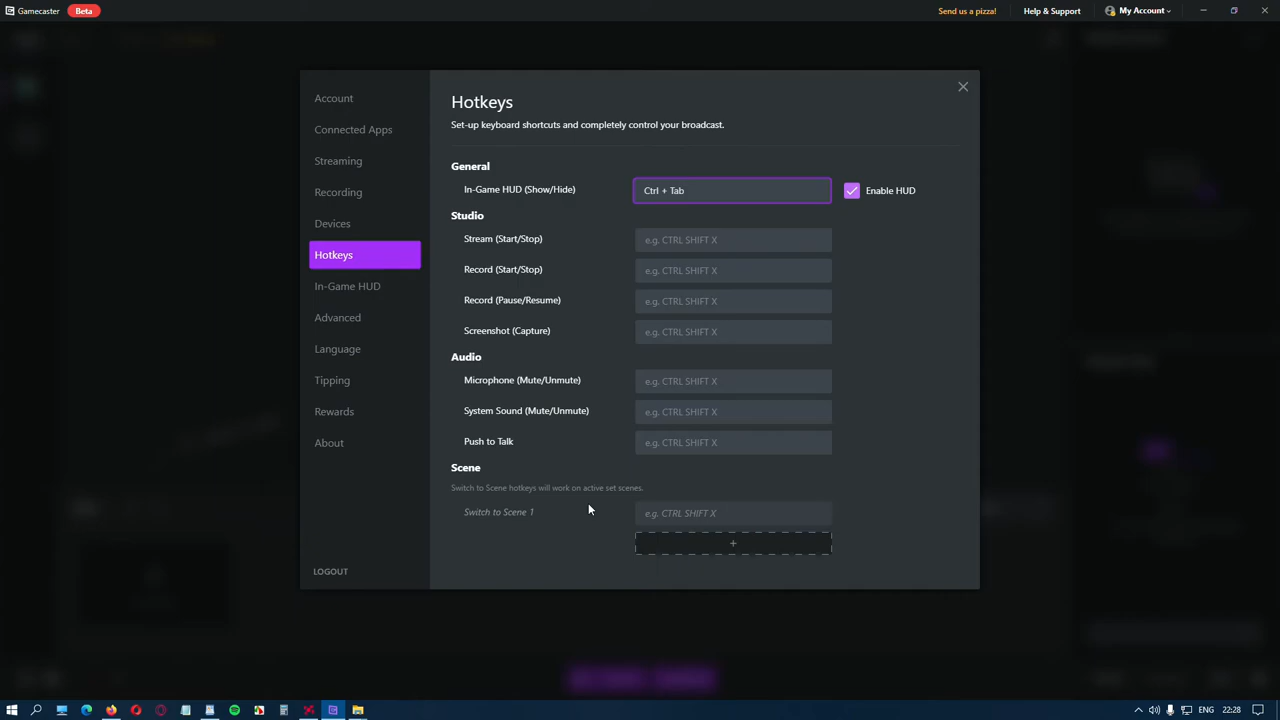 Gamecaster Beta Send us a pizza! Help & Support My Account
Account
Connected Apps
Streaming
Recording
Devices
Hotkeys
In-Game HUD
Advanced
Language
Tipping
Rewards
About
LOGOUT
Hotkeys
Set-up keyboard shortcuts and completely control your broadcast.
General
In-Game HUD (Show/Hide) Ctrl + Tab Enable HUD
Studio
Stream (Start/Stop) e.g. CTRL SHIFT X
Record (Start/Stop) e.g. CTRL SHIFT X
Record (Pause/Resume) e.g. CTRL SHIFT X
Screenshot (Capture) e.g. CTRL SHIFT X
Audio
Microphone (Mute/Unmute) e.g. CTRL SHIFT X
System Sound (Mute/Unmute) e.g. CTRL SHIFT X
Push to Talk e.g. CTRL SHIFT X
Scene
Switch to Scene hotkeys will work on active set scenes.
Switch to Scene 1 e.g. CTRL SHIFT X
+
ENG 22:28